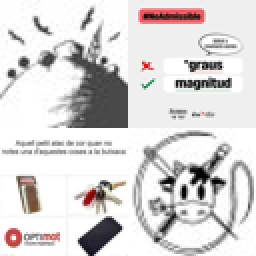 #NoAdmissible
*graus
magnitud
Aquell petit atac de cor quan no
notes una d'aquestes coses a la butxaca
OPTIMOT